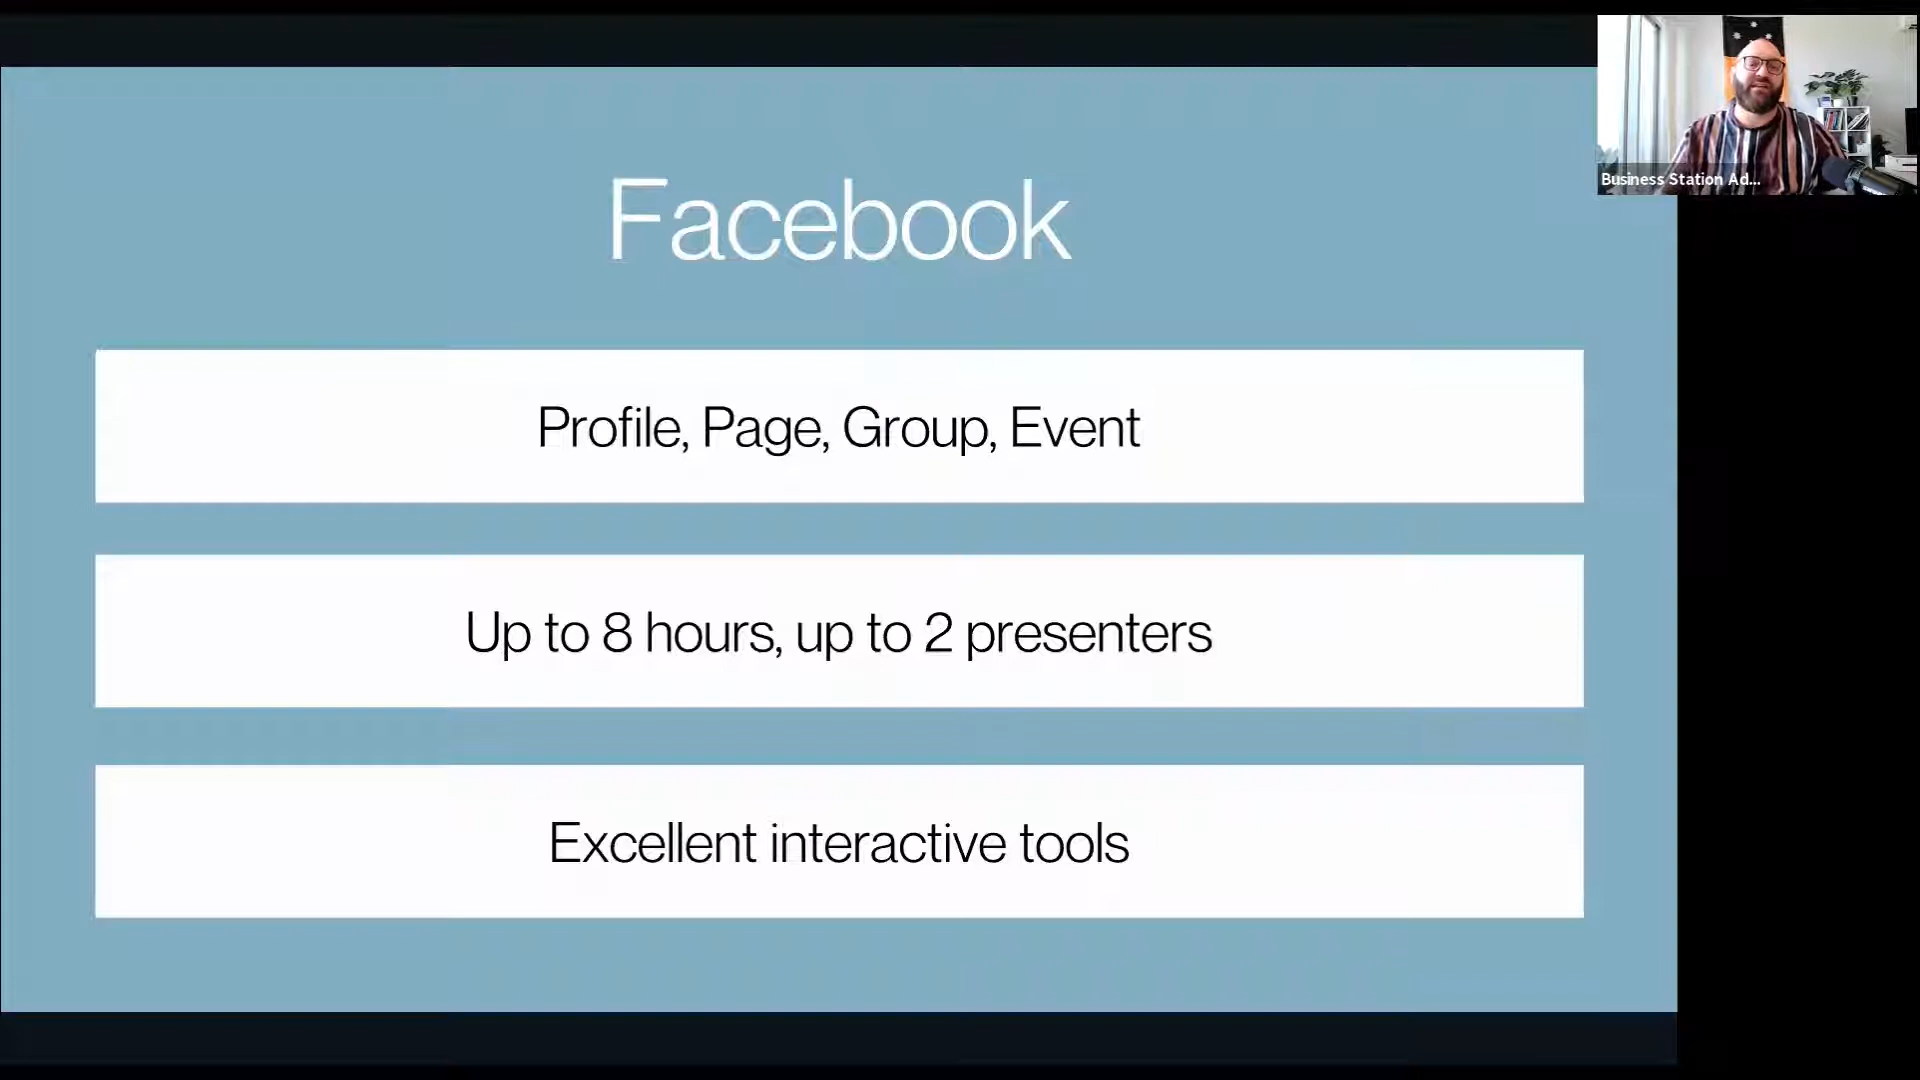 Facebook
Profile, Page, Group, Event
Up to 8 hours, up to 2 presenters
Excellent interactive tools
Business Station Ad...